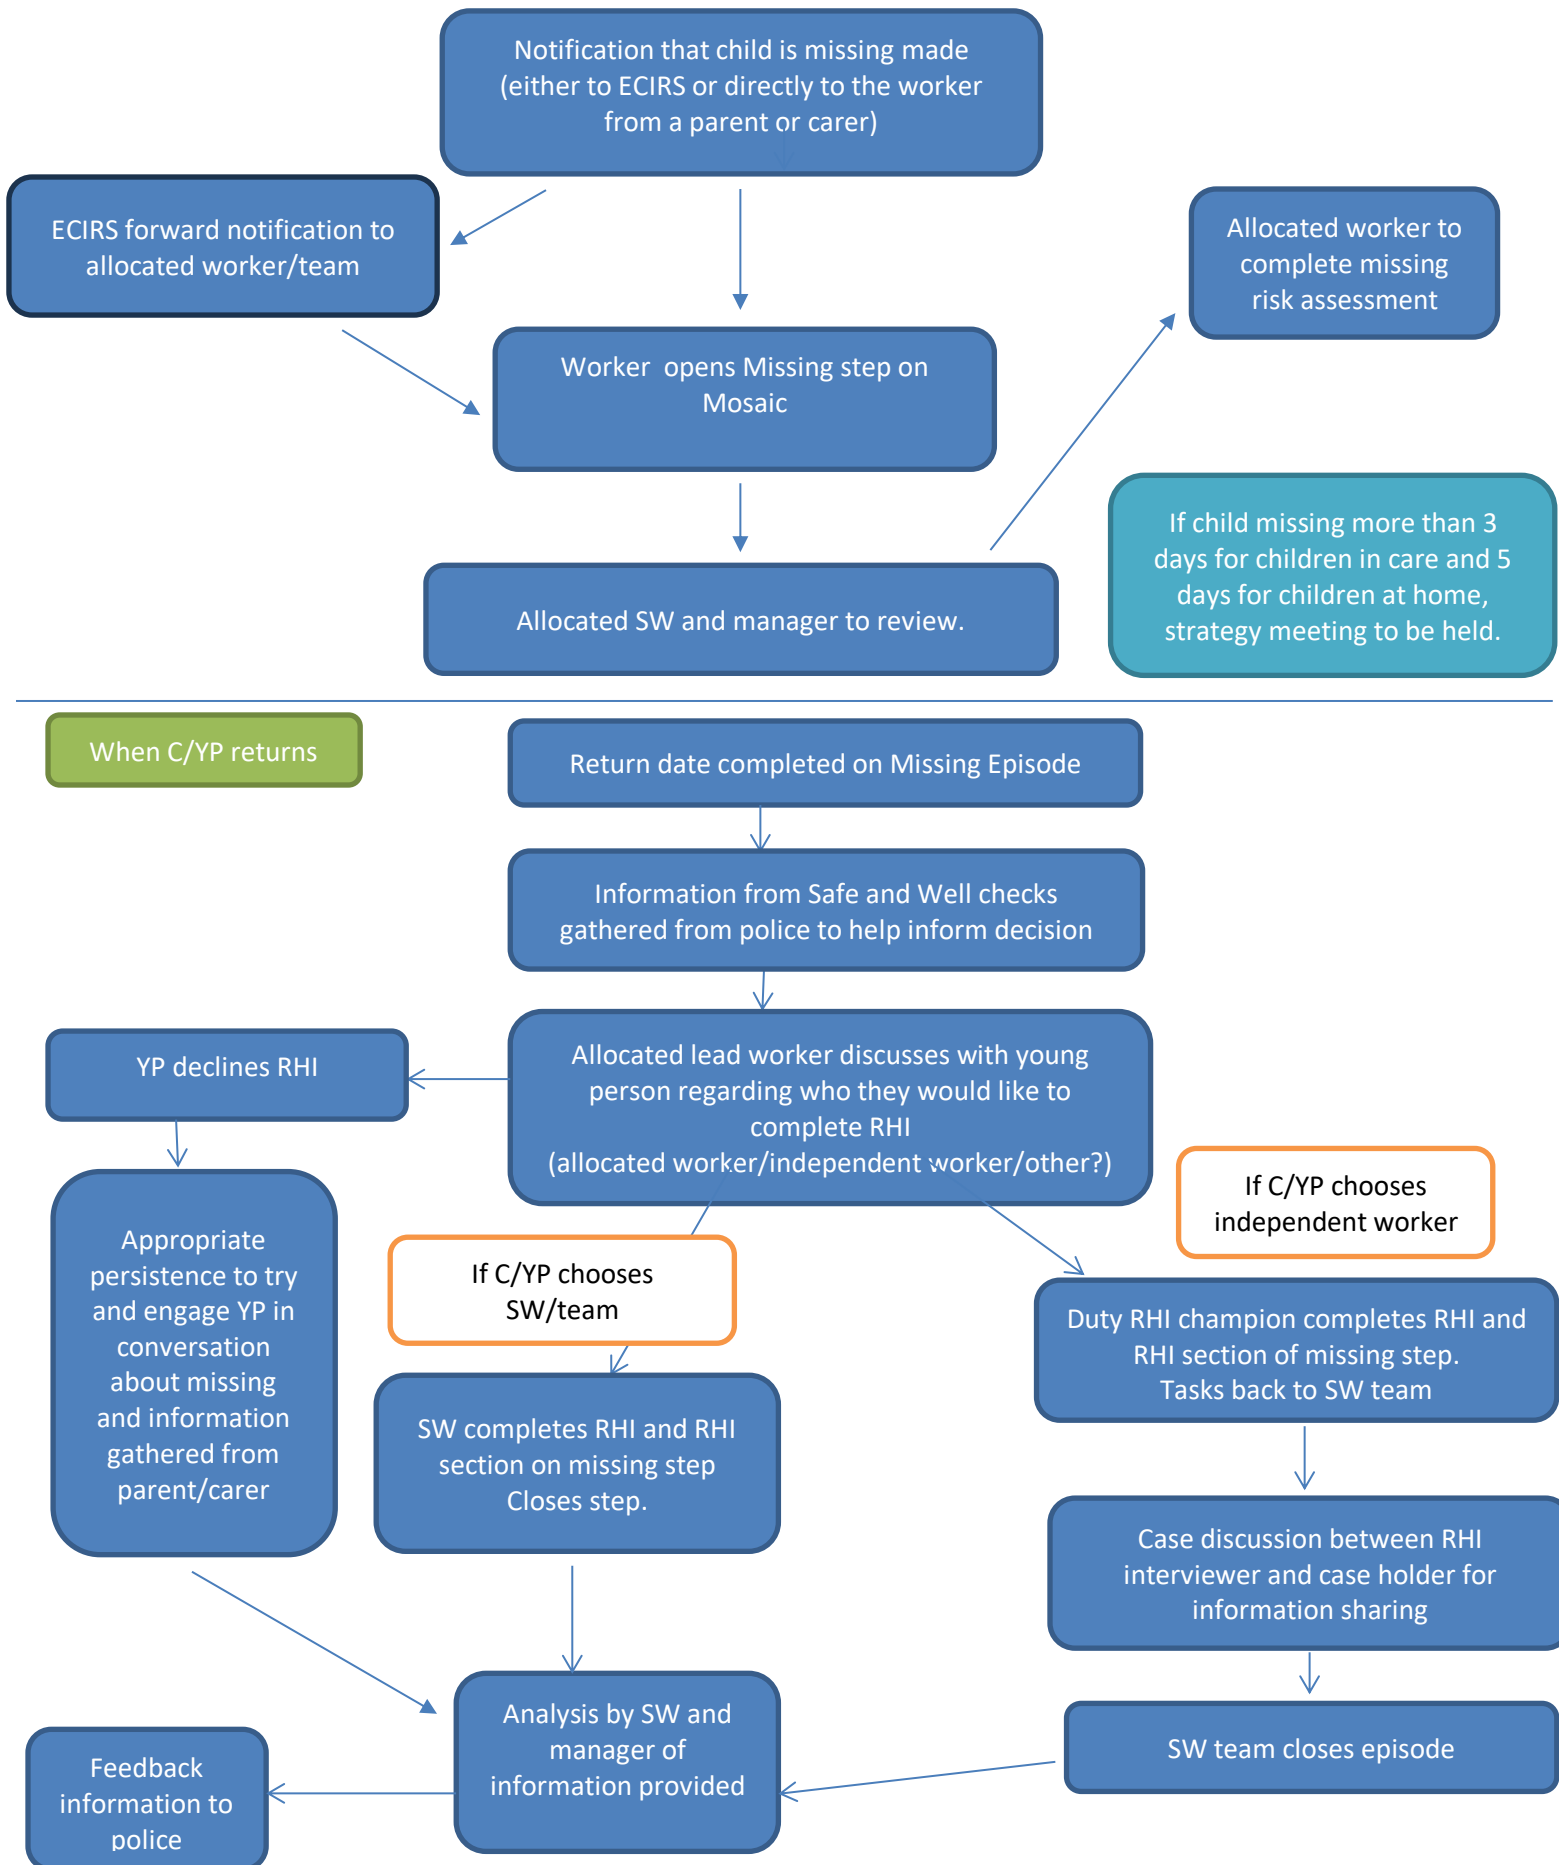 Notification that child is missing made
(either to ECIRS or directly to the worker
from a parent or carer)
ECIRS forward notification to
allocated worker/team
Allocated worker to
complete missing
risk assessment
Worker  opens Missing step on
Mosaic
If child missing more than 3
days for children in care and 5
days for children at home,
strategy meeting to be held.
Allocated SW and manager to review.
When C/YP returns
Return date completed on Missing Episode
Information from Safe and Well checks
gathered from police to help inform decision
YP declines RHI
Allocated lead worker discusses with young
person regarding who they would like to
complete RHI
(allocated worker/independent worker/other?)
If C/YP chooses
independent worker
Appropriate
persistence to try
and engage YP in
conversation
about missing
and information
gathered from
parent/carer
If C/YP chooses
SW/team
Duty RHI champion completes RHI and
RHI section of missing step.
Tasks back to SW team
SW completes RHI and RHI
section on missing step
Closes step.
Case discussion between RHI
interviewer and case holder for
information sharing
Analysis by SW and
manager of
information provided
SW team closes episode
Feedback
information to
police